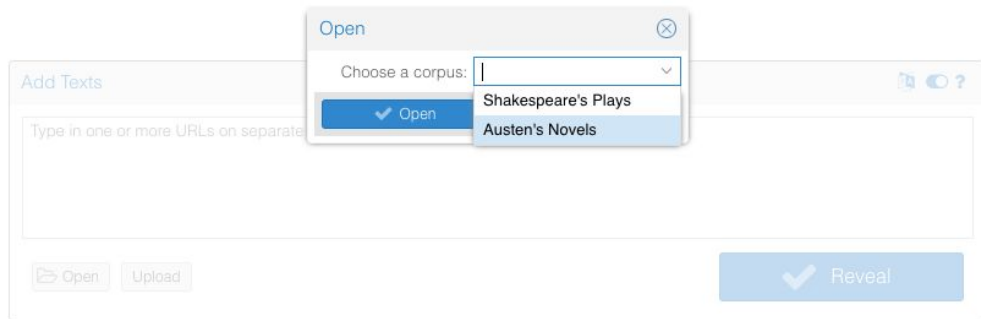 Open
Choose a corpus:
Shakespeare's Plays
Austen's Novels
Open
Add Texts
?
Type in one or more URLs on separate
Open
Upload
Reveal